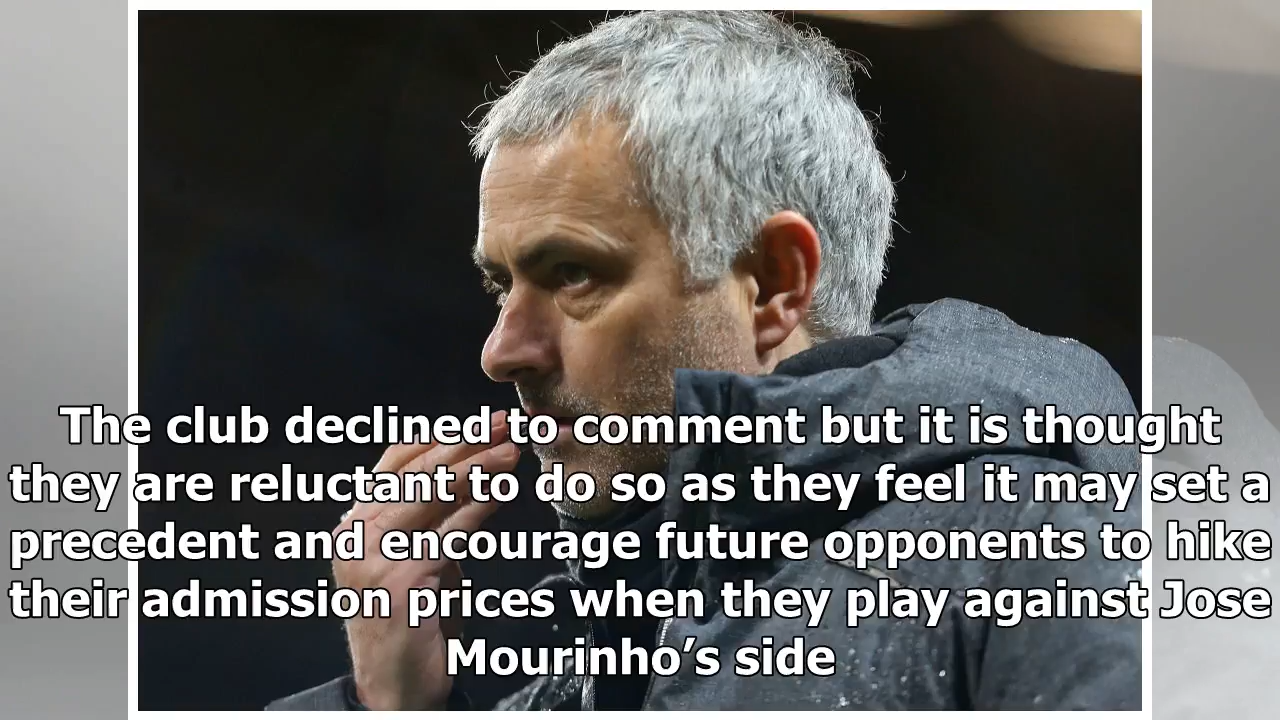 The club declined to comment but it is thought
they are reluctant to do so as they feel it may set a
precedent and encourage future opponents to hike
their admission prices when they play against Jose
Mourinho’s side